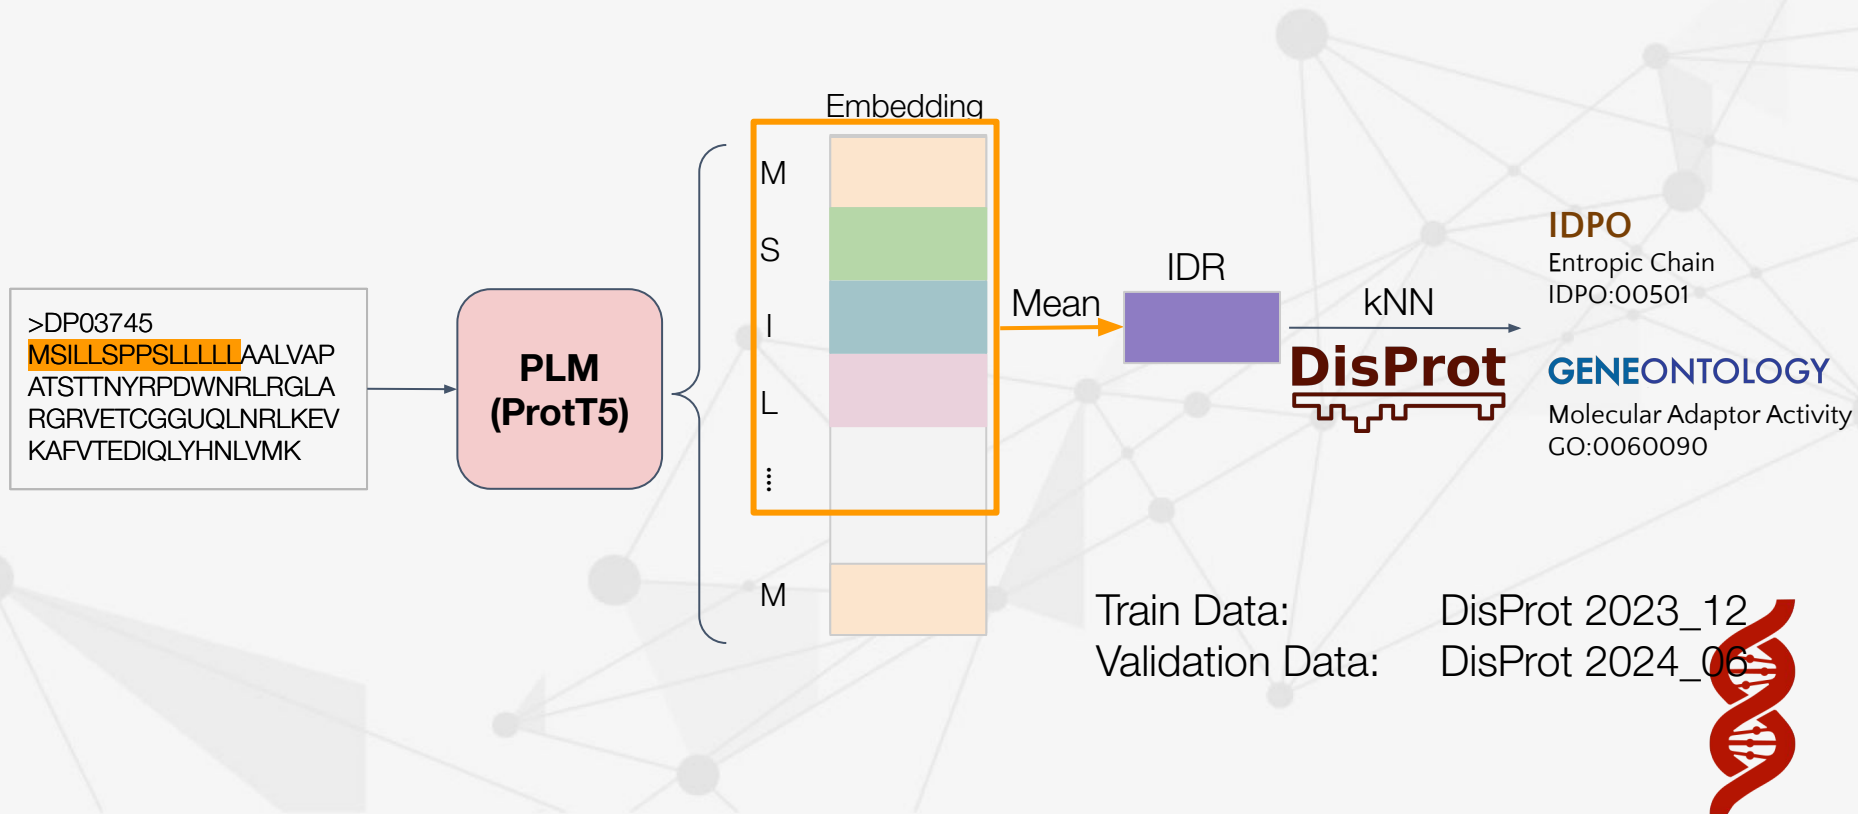 >DP03745
MSILLSPPSLLLLLAALVAP
ATSTTNYRPDWNRLRGLA
RGRVETCGGUQLNRLKEV
KAFVTEDIQLYHNLVMK
PLM
(ProtT5)
Embedding
M
S
I
L
...
M
Mean
IDR
kNN
DisProt
IDPO
Entropic Chain
IDPO:00501
GENEONTOLOGY
Molecular Adaptor Activity
GO:0060090
Train Data: DisProt 2023_12
Validation Data: DisProt 2024_06